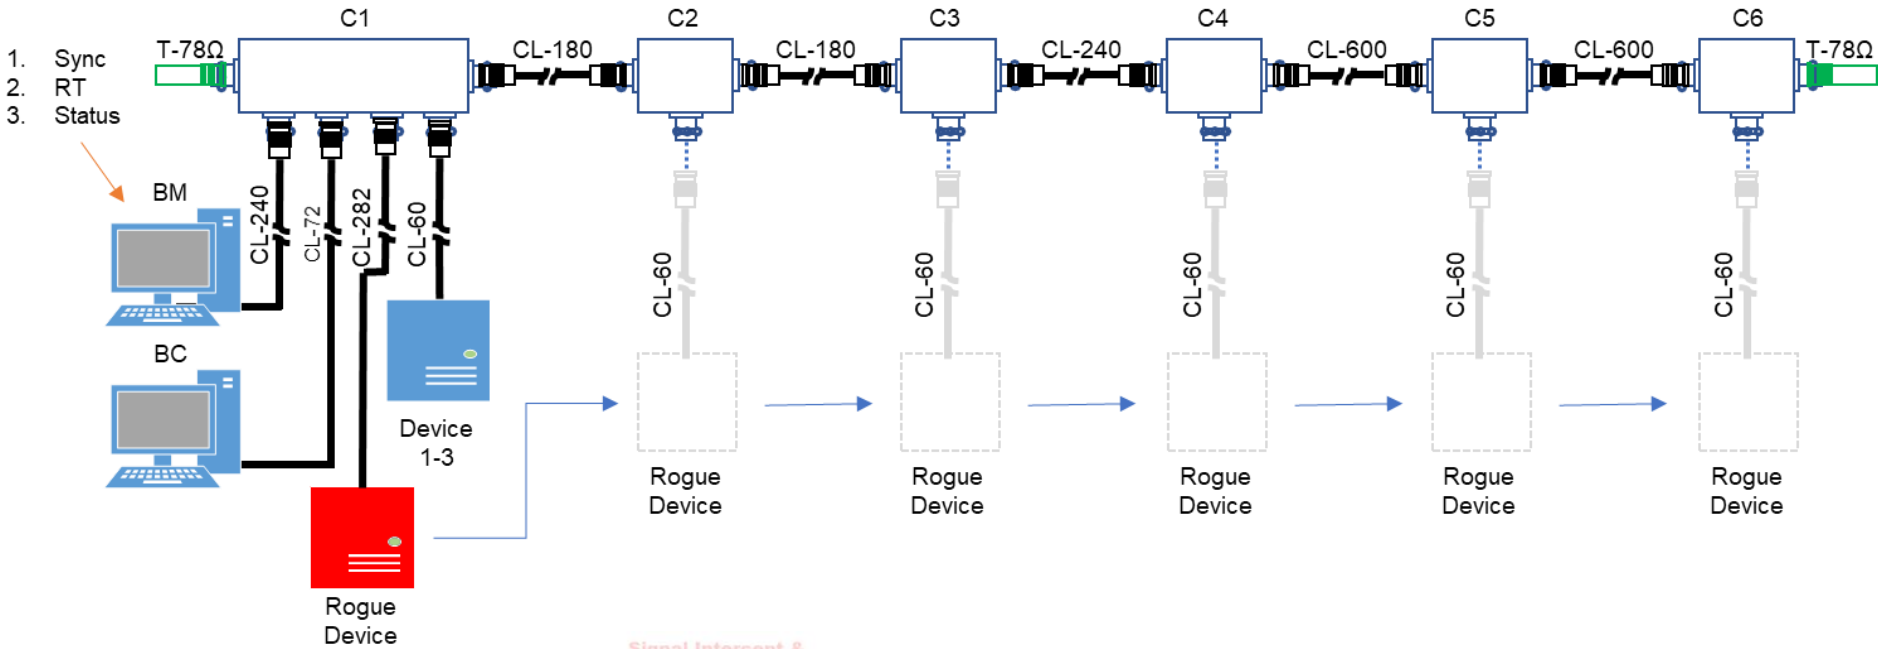 C1
C2
C3
C4
C5
C6
1. Sync
2. RT
3. Status
T-78Ω
CL-180
CL-180
CL-240
CL-600
CL-600
T-78Ω
BM
CL-240
CL-72
CL-282
CL-60
CL-60
CL-60
CL-60
CL-60
CL-60
BC
Device
1-3
Rogue
Device
Rogue
Device
Rogue
Device
Rogue
Device
Rogue
Device
Rogue
Device
Signal Intercept &